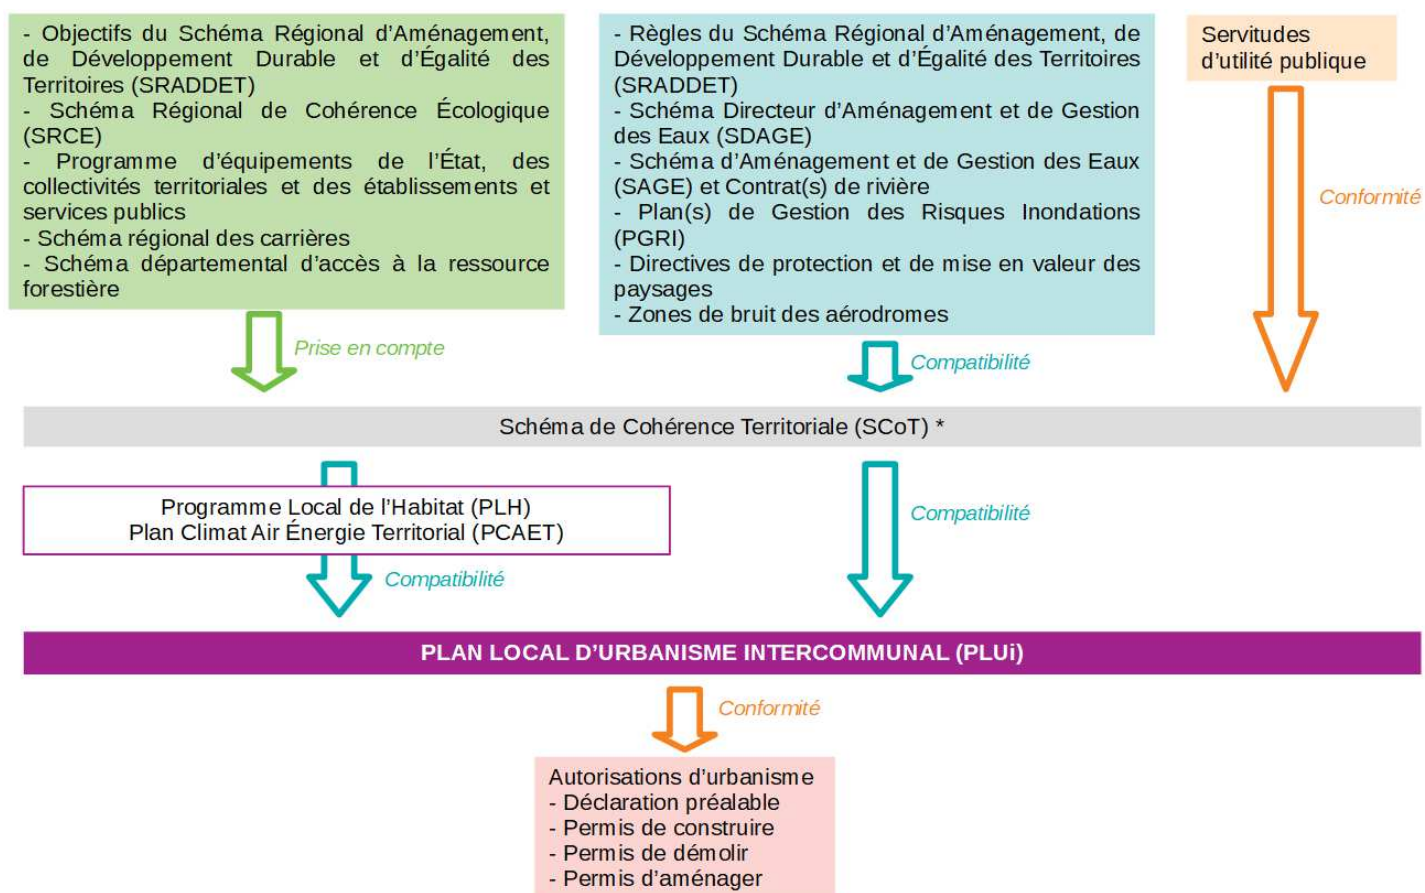 - Objectifs du Schéma Régional d’Aménagement,
de Développement Durable et d’Égalité des
Territoires (SRADDET)
- Schéma Régional de Cohérence Écologique
(SRCE)
- Programme d’équipements de l’État, des
collectivités territoriales et des établissements et
services publics
- Schéma régional des carrières
- Schéma départemental d’accès à la ressource
forestière
- Règles du Schéma Régional d’Aménagement, de
Développement Durable et d’Égalité des Territoires
(SRADDET)
- Schéma Directeur d’Aménagement et de Gestion
des Eaux (SDAGE)
- Schéma d’Aménagement et de Gestion des Eaux
(SAGE) et Contrat(s) de rivière
- Plan(s) de Gestion des Risques Inondations
(PGRI)
- Directives de protection et de mise en valeur des
paysages
- Zones de bruit des aérodromes
Servitudes
d’utilité publique
Conformité
Prise en compte
Compatibilité
Schéma de Cohérence Territoriale (SCoT) *
Programme Local de l’Habitat (PLH)
Plan Climat Air Énergie Territorial (PCAET)
Compatibilité
Compatibilité
PLAN LOCAL D’URBANISME INTERCOMMUNAL (PLUi)
Conformité
Autorisations d’urbanisme
- Déclaration préalable
- Permis de construire
- Permis de démolir
- Permis d’aménager